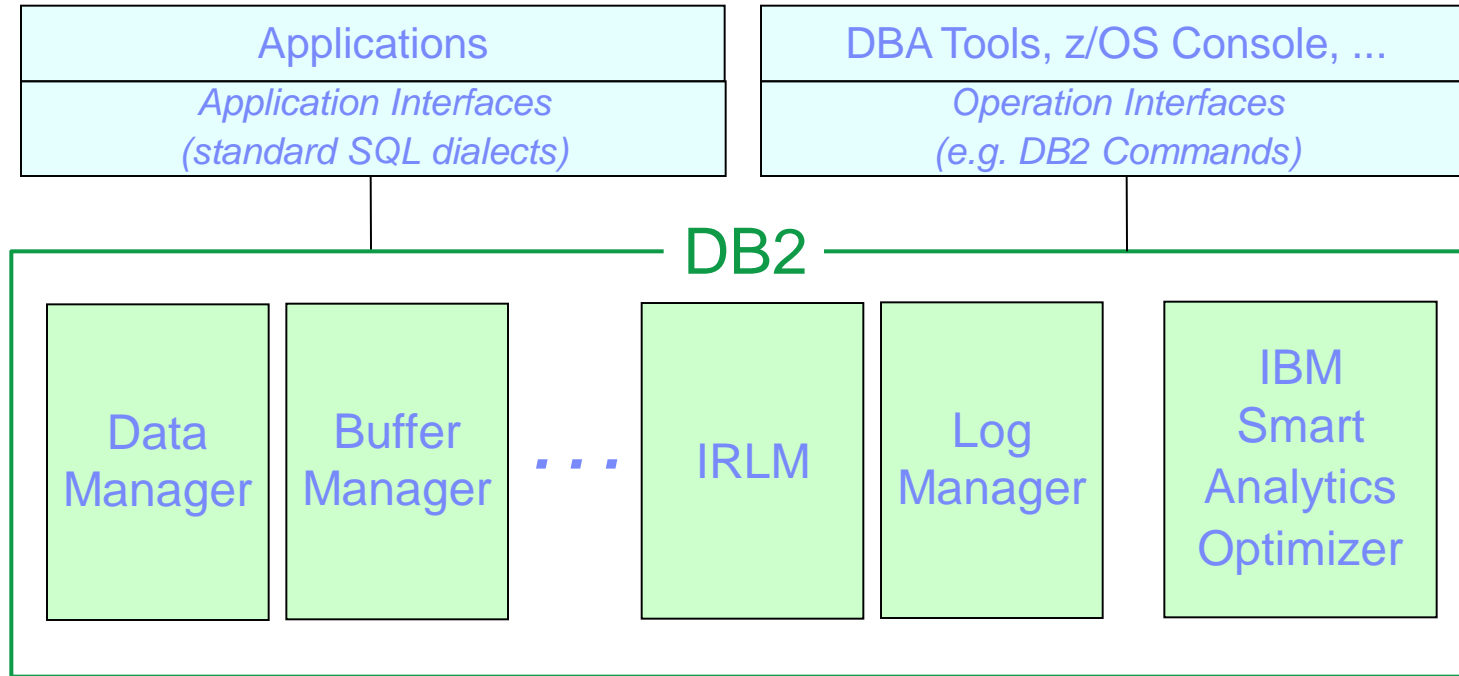 Applications
Application Interfaces
(standard SQL dialects)
DBA Tools, z/OS Console, ...
Operation Interfaces
(e.g. DB2 Commands)
DB2
Data
Manager
Buffer
Manager
...
IRLM
Log
Manager
IBM
Smart
Analytics
Optimizer